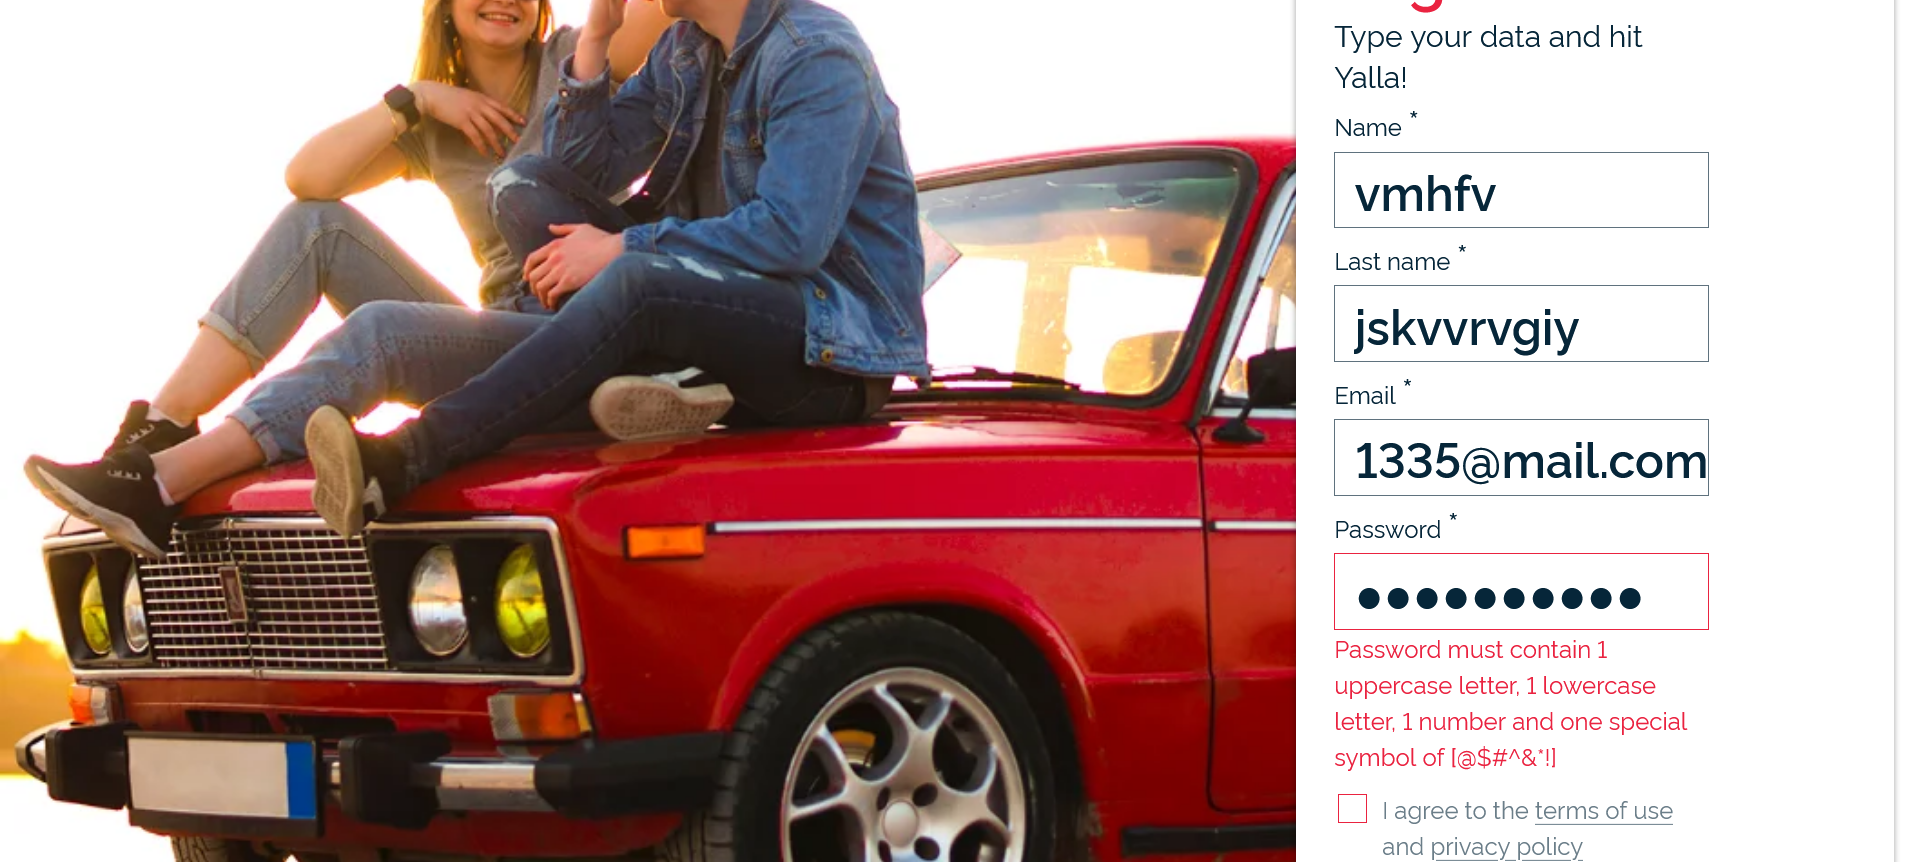 Type your data and hit
Yalla!
Name *
vmhfv
Last name *
jskvvrvgiy
Email *
1335@mail.com
Password *
●●●●●●●●●●
Password must contain 1
uppercase letter, 1 lowercase
letter, 1 number and one special
symbol of [@$#^&*!]
I agree to the terms of use
and privacy policy